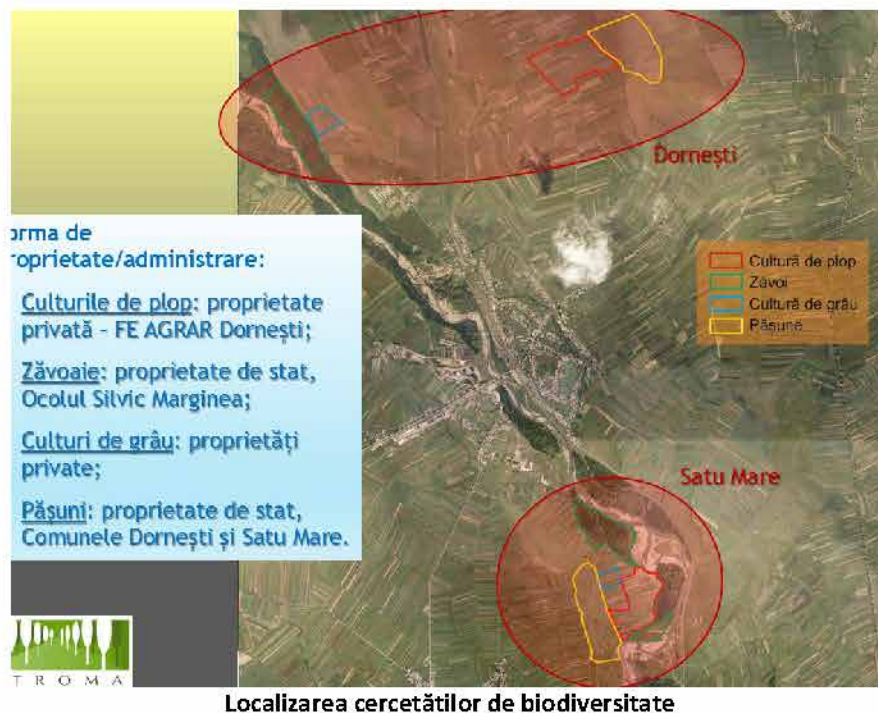 Dornești
Cultură de plop
Zăvoi
Cultură de grâu
Pășune
orma de
roprietate/administrare:
Culturile de plop: proprietate
privată – FE AGRAR Dornești;
Zăvoaie: proprietate de stat,
Ocolul Silvic Marginea;
Culturi de grâu: proprietăți
private;
Pășuni: proprietate de stat,
Comunele Dornești și Satu Mare.
Satu Mare
TROMA
Localizarea cercetătilor de biodiversitate